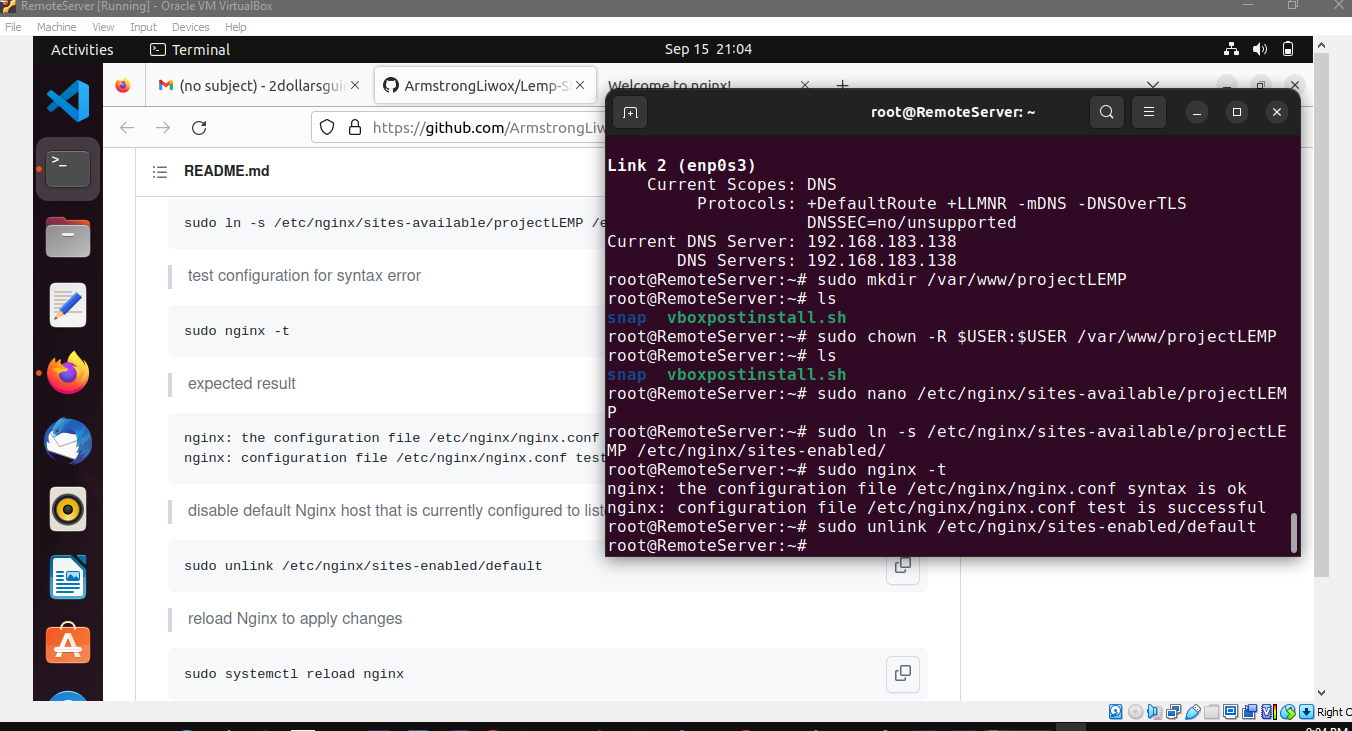 RemoteServer [Running] - Oracle VM VirtualBox
File Machine View Input Devices Help
Activities Terminal Sep 15 21:04
(no subject) - 2dollarsgui ArmstrongLiwox/Lemp-S Welcome to nginx!
https://github.com/ArmstrongLiw
README.md
sudo ln -s /etc/nginx/sites-available/projectLEMP /e
test configuration for syntax error
sudo nginx -t
expected result
nginx: the configuration file /etc/nginx/nginx.conf
nginx: configuration file /etc/nginx/nginx.conf test
disable default Nginx host that is currently configured to list
sudo unlink /etc/nginx/sites-enabled/default
reload Nginx to apply changes
sudo systemctl reload nginx
root@RemoteServer: ~
Link 2 (enp0s3)
Current Scopes: DNS
Protocols: +DefaultRoute +LLMNR -mDNS -DNSOverTLS
DNSSEC=no/unsupported
Current DNS Server: 192.168.183.138
DNS Servers: 192.168.183.138
root@RemoteServer:~# sudo mkdir /var/www/projectLEMP
root@RemoteServer:~# ls
snap vboxpostinstall.sh
root@RemoteServer:~# sudo chown -R $USER:$USER /var/www/projectLEMP
root@RemoteServer:~# ls
snap vboxpostinstall.sh
root@RemoteServer:~# sudo nano /etc/nginx/sites-available/projectLEM
P
root@RemoteServer:~# sudo ln -s /etc/nginx/sites-available/projectLE
MP /etc/nginx/sites-enabled/
root@RemoteServer:~# sudo nginx -t
nginx: the configuration file /etc/nginx/nginx.conf syntax is ok
nginx: configuration file /etc/nginx/nginx.conf test is successful
root@RemoteServer:~# sudo unlink /etc/nginx/sites-enabled/default
root@RemoteServer:~#
Right C